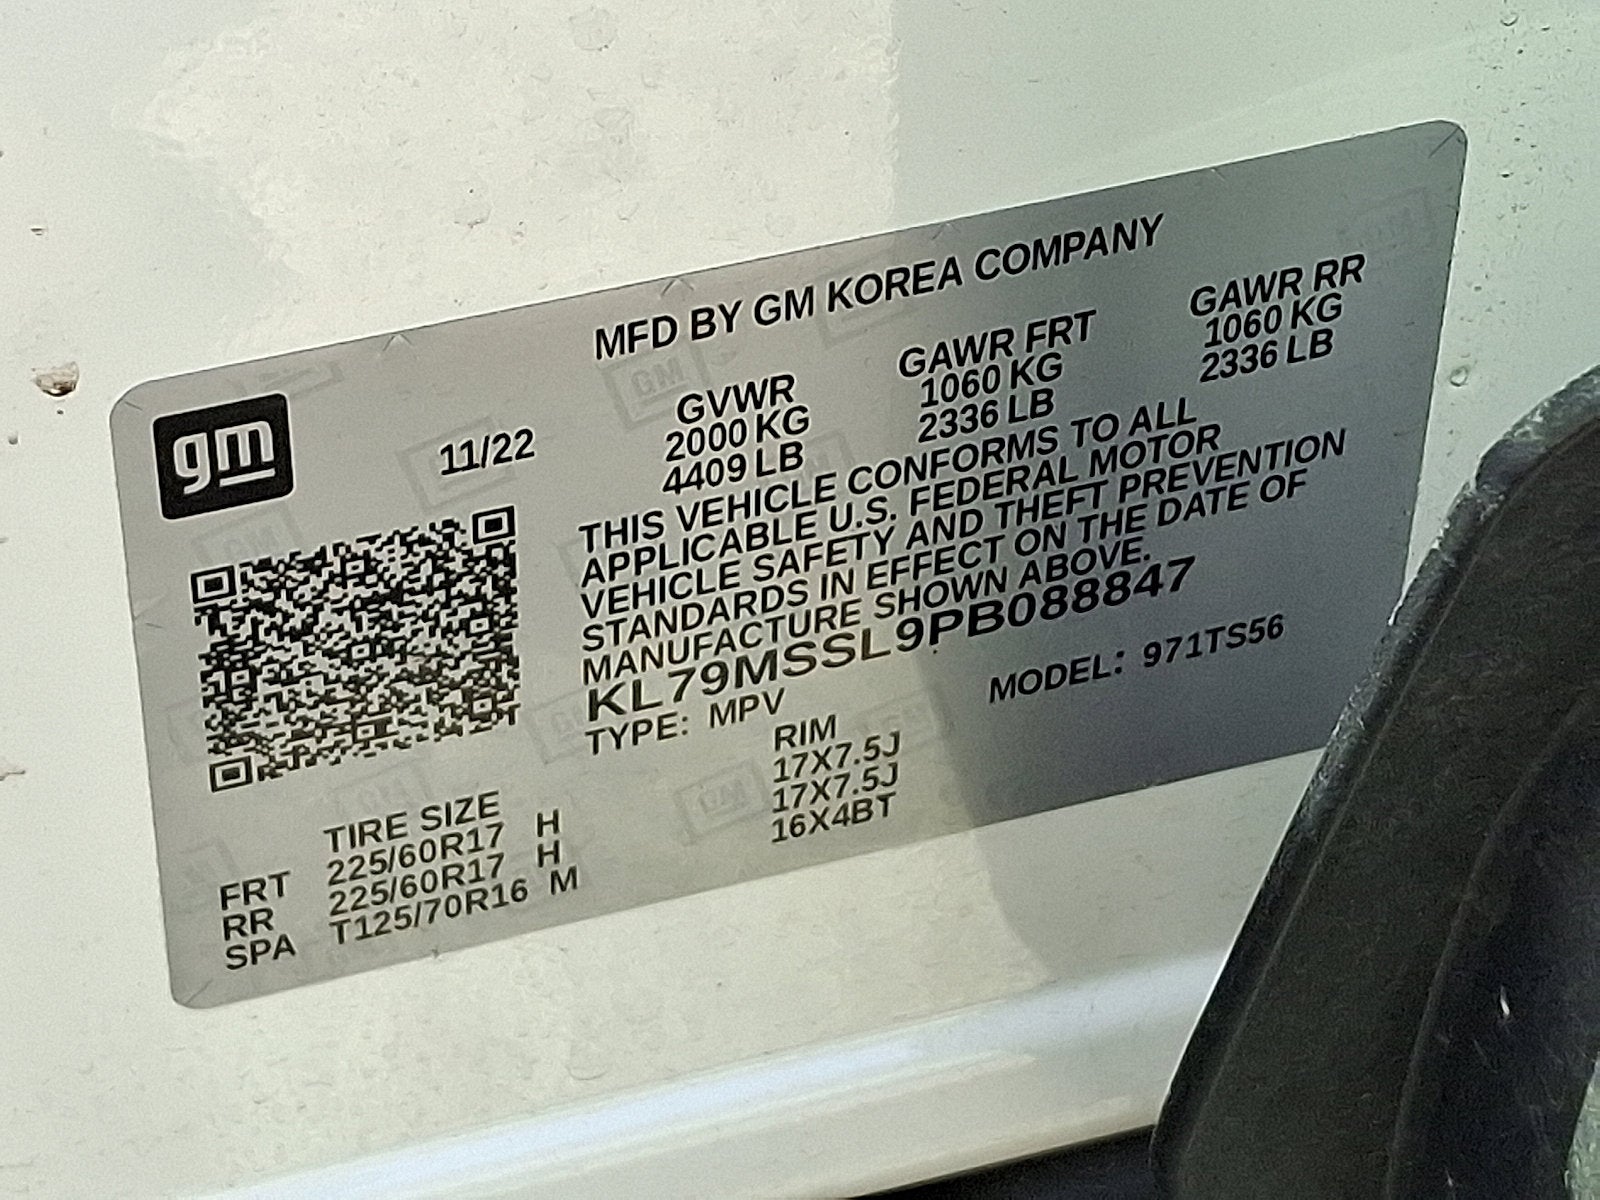 MFD BY GM KOREA COMPANY
gm
11/22
GVWR GAWR FRT GAWR RR
2000 KG 1060 KG 1060 KG
4409 LB 2336 LB 2336 LB
THIS VEHICLE CONFORMS TO ALL
APPLICABLE U.S. FEDERAL MOTOR
VEHICLE SAFETY AND THEFT PREVENTION
STANDARDS IN EFFECT ON THE DATE OF
MANUFACTURE SHOWN ABOVE.
KL79MSSL9PB088847
TYPE: MPV MODEL: 971TS56
TIRE SIZE RIM
FRT 225/60R17 H 17X7.5J
RR 225/60R17 H 17X7.5J
SPA T125/70R16 M 16X4BT